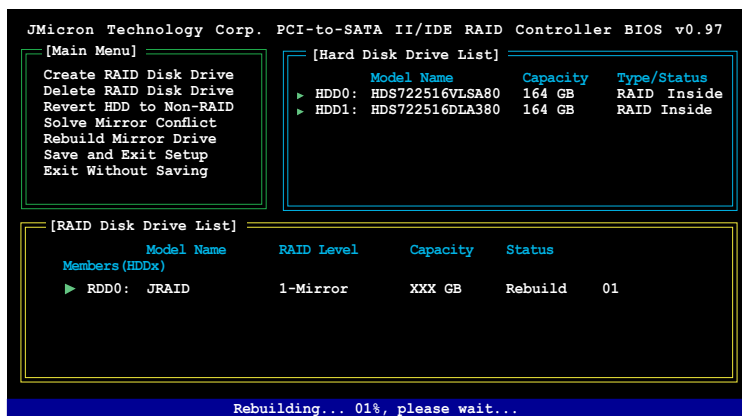 JMicron Technology Corp. PCI-to-SATA II/IDE RAID Controller BIOS v0.97
[Main Menu]
Create RAID Disk Drive
Delete RAID Disk Drive
Revert HDD to Non-RAID
Solve Mirror Conflict
Rebuild Mirror Drive
Save and Exit Setup
Exit Without Saving
[Hard Disk Drive List]
Model Name Capacity Type/Status
HDD0: HDS722516VLSA80 164 GB RAID Inside
HDD1: HDS722516DLA380 164 GB RAID Inside
[RAID Disk Drive List]
Model Name RAID Level Capacity Status
Members(HDDx)
RDD0: JRAID 1-Mirror XXX GB Rebuild 01
Rebuilding... 01%, please wait...